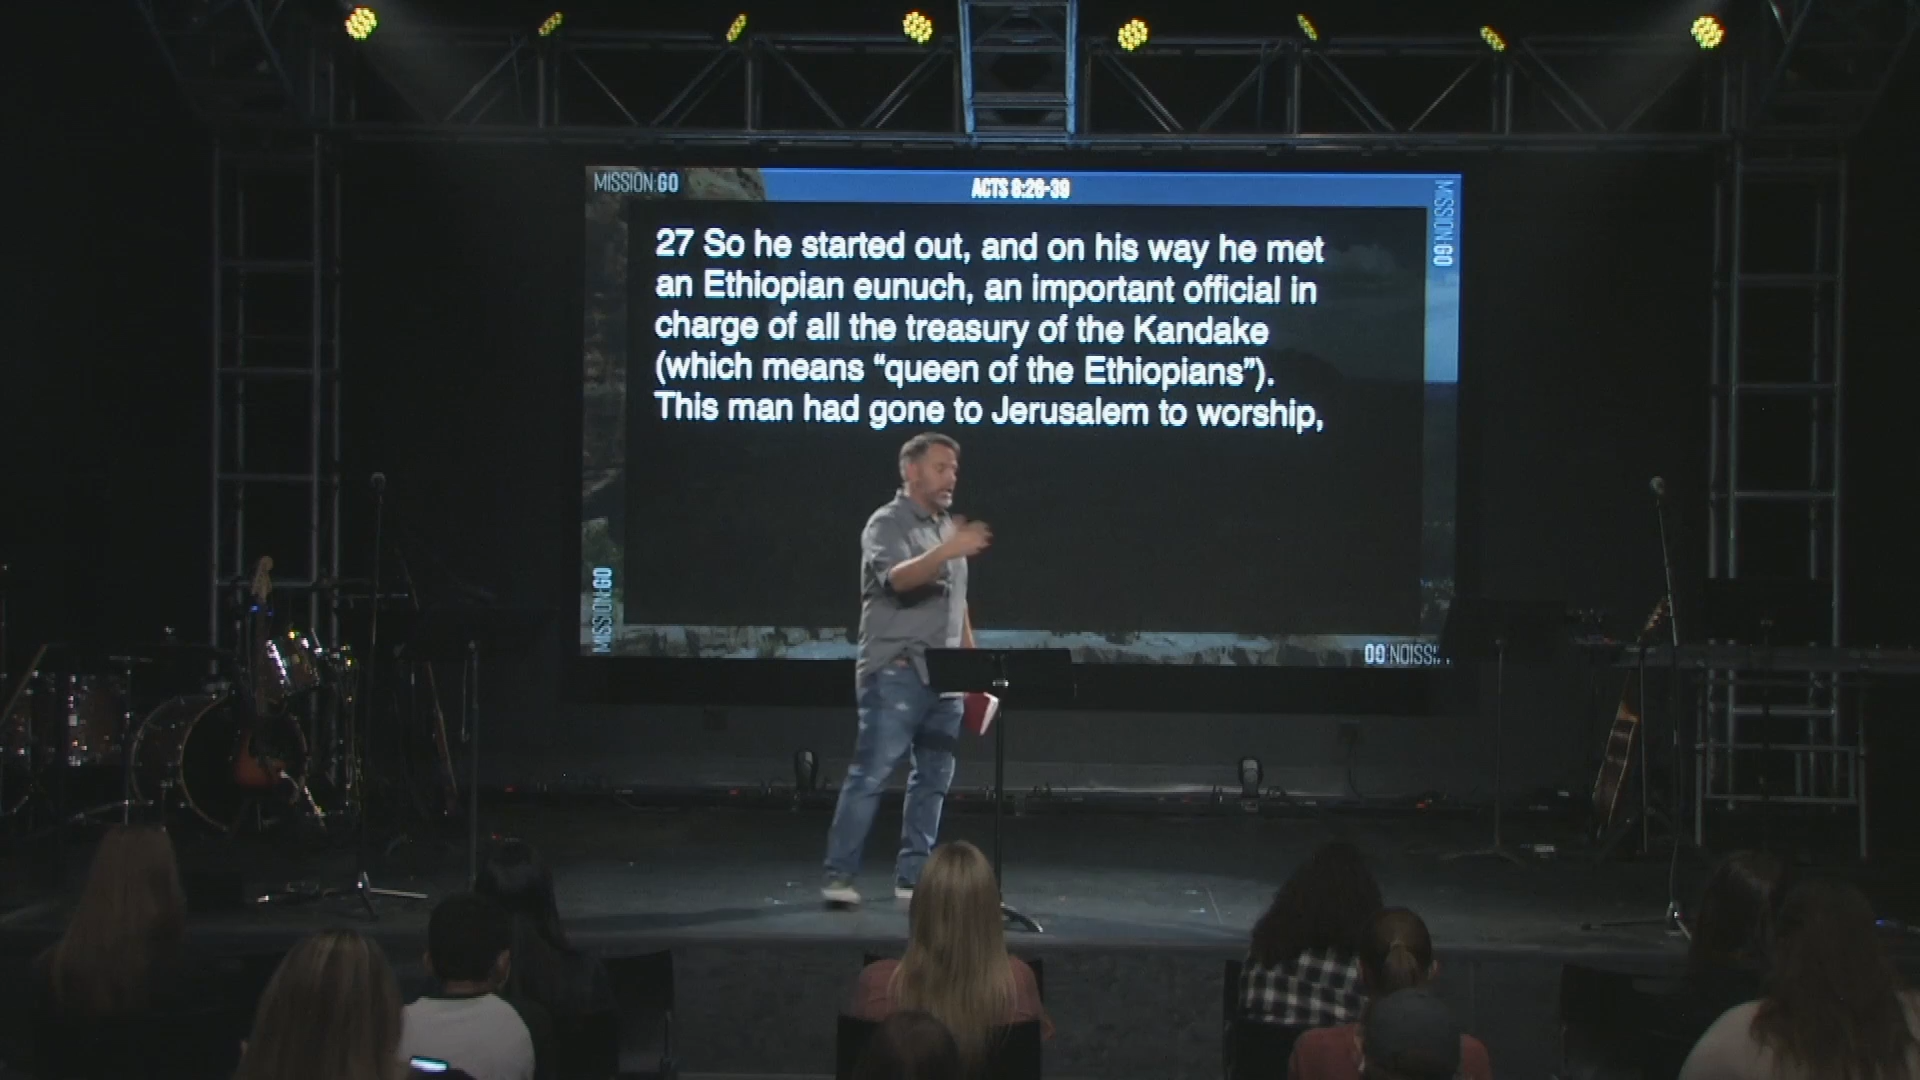 MISSION:GO
ACTS 8:26-39
MISSION:GO
27 So he started out, and on his way he met
an Ethiopian eunuch, an important official in
charge of all the treasury of the Kandake
(which means “queen of the Ethiopians”).
This man had gone to Jerusalem to worship,
MISSION:GO
MISSION:GO